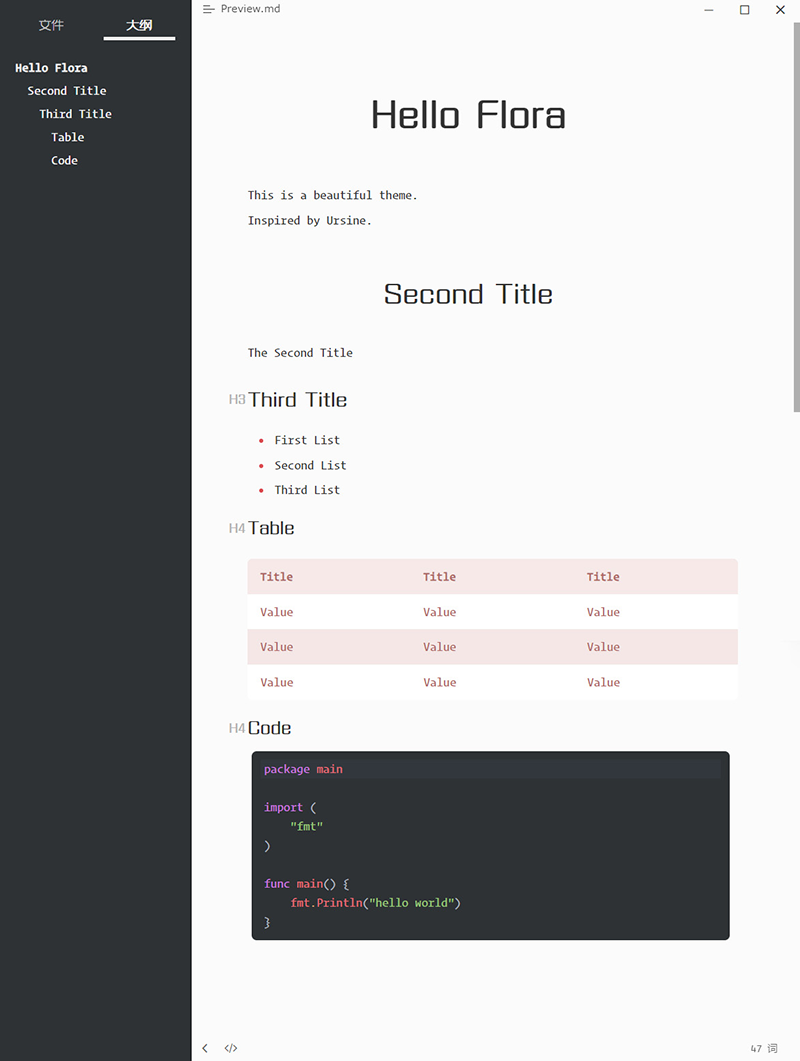 文件 大纲
Hello Flora
Second Title
Third Title
Table
Code
Preview.md
Hello Flora
This is a beautiful theme.
Inspired by Ursine.
Second Title
The Second Title
H3 Third Title
• First List
• Second List
• Third List
H4 Table
Title Title Title
Value Value Value
Value Value Value
Value Value Value
H4 Code
package main
import (
    "fmt"
)
func main() {
    fmt.Println("hello world")
}
</> 47 词